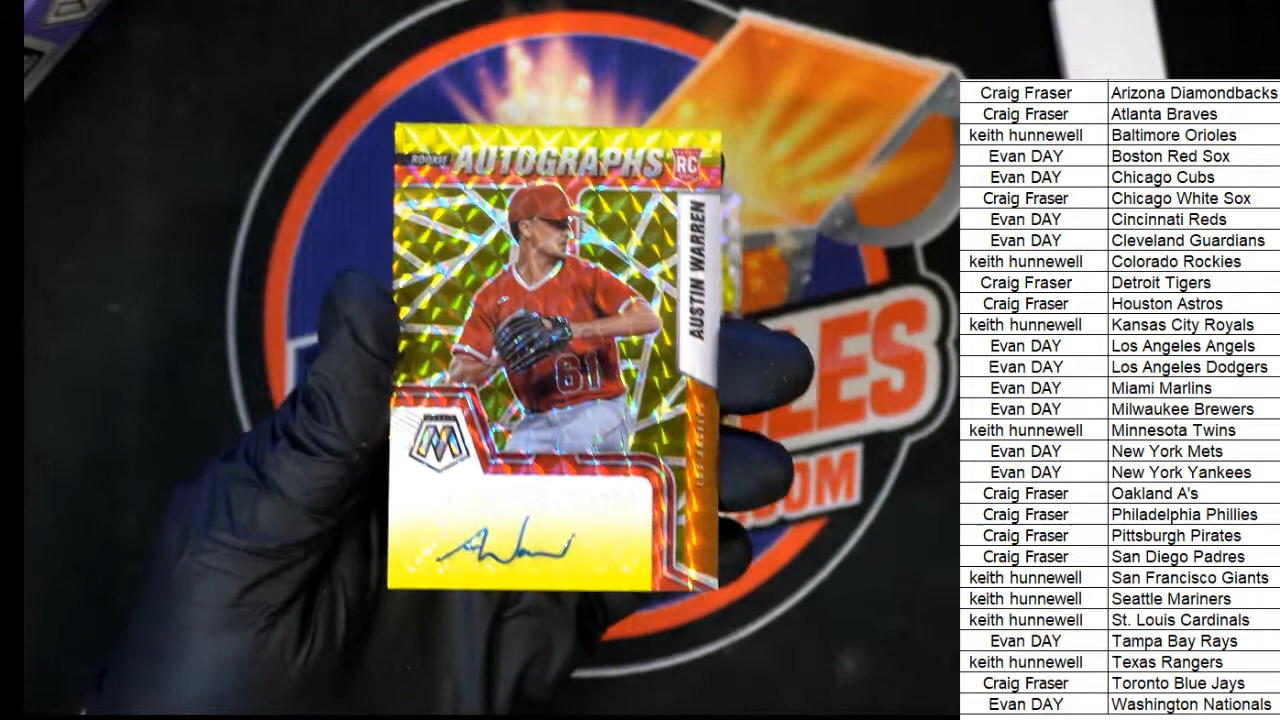 ROOKIE AUTOGRAPHS RC
AUSTIN WARREN
61
LOS ANGELES
M
A War
LES
.COM
Craig Fraser Arizona Diamondbacks
Craig Fraser Atlanta Braves
keith hunnewell Baltimore Orioles
Evan DAY Boston Red Sox
Evan DAY Chicago Cubs
Craig Fraser Chicago White Sox
Evan DAY Cincinnati Reds
Evan DAY Cleveland Guardians
keith hunnewell Colorado Rockies
Craig Fraser Detroit Tigers
Craig Fraser Houston Astros
keith hunnewell Kansas City Royals
Evan DAY Los Angeles Angels
Evan DAY Los Angeles Dodgers
Evan DAY Miami Marlins
Evan DAY Milwaukee Brewers
keith hunnewell Minnesota Twins
Evan DAY New York Mets
Evan DAY New York Yankees
Craig Fraser Oakland A's
Craig Fraser Philadelphia Phillies
Craig Fraser Pittsburgh Pirates
Craig Fraser San Diego Padres
keith hunnewell San Francisco Giants
keith hunnewell Seattle Mariners
keith hunnewell St. Louis Cardinals
Evan DAY Tampa Bay Rays
keith hunnewell Texas Rangers
Craig Fraser Toronto Blue Jays
Evan DAY Washington Nationals